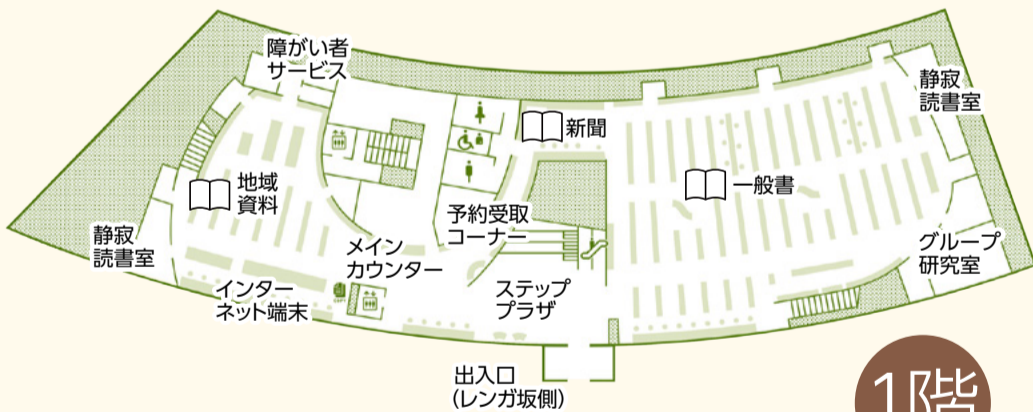 障がい者
サービス
静寂
読書室
新聞
一般書
地域
資料
予約受取
コーナー
静寂
読書室
メイン
カウンター
グループ
研究室
インター
ネット端末
COPY
ステップ
プラザ
出入口
(レンガ坂側)
1階